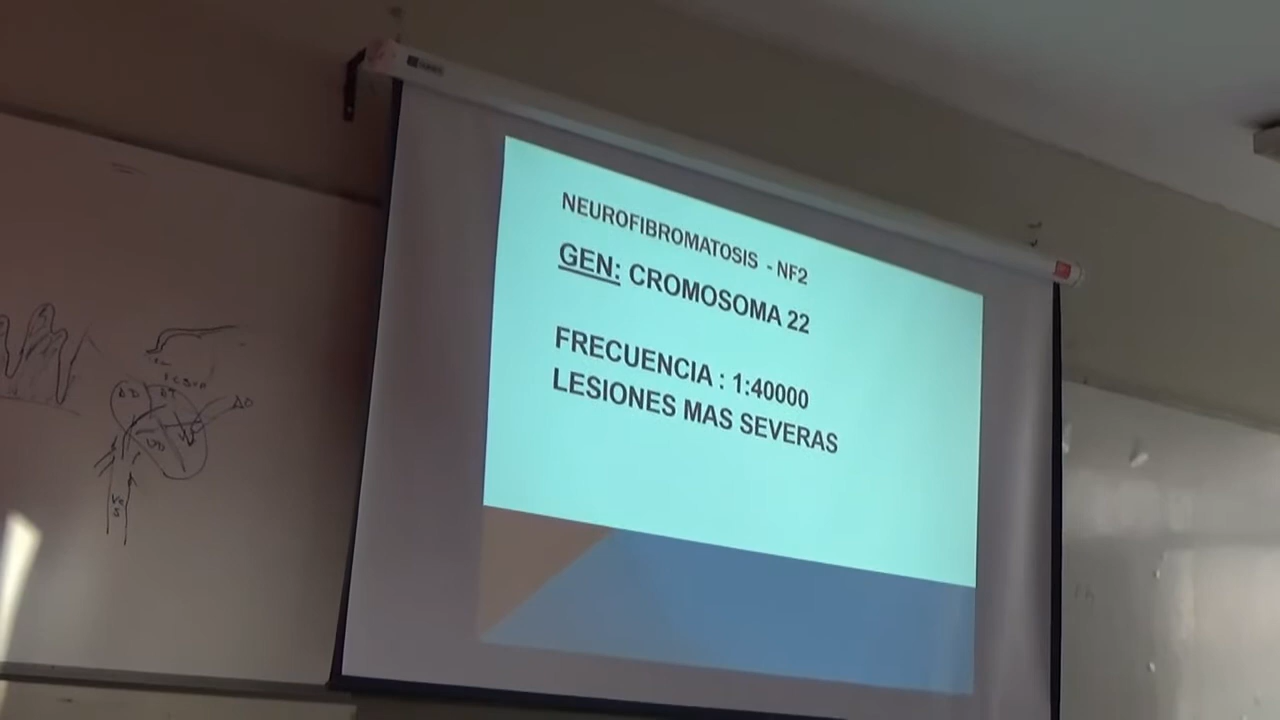 NEUROFIBROMATOSIS - NF2
GEN: CROMOSOMA 22
FRECUENCIA : 1:40000
LESIONES MAS SEVERAS